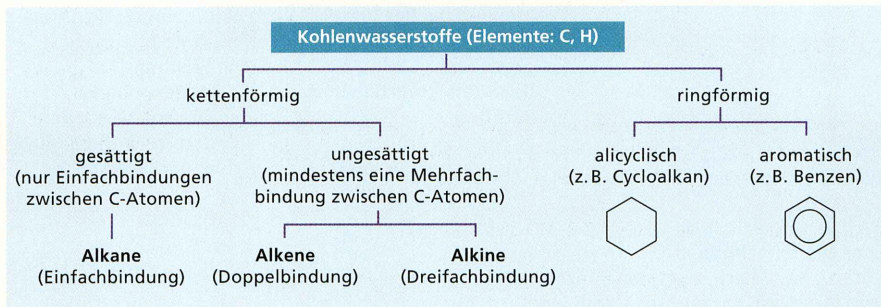 Kohlenwasserstoffe (Elemente: C, H)
kettenförmig
ringförmig
gesättigt
(nur Einfachbindungen
zwischen C-Atomen)
ungesättigt
(mindestens eine Mehrfach-
bindung zwischen C-Atomen)
alicyclisch
(z. B. Cycloalkan)
aromatisch
(z. B. Benzen)
Alkane
(Einfachbindung)
Alkene
(Doppelbindung)
Alkine
(Dreifachbindung)